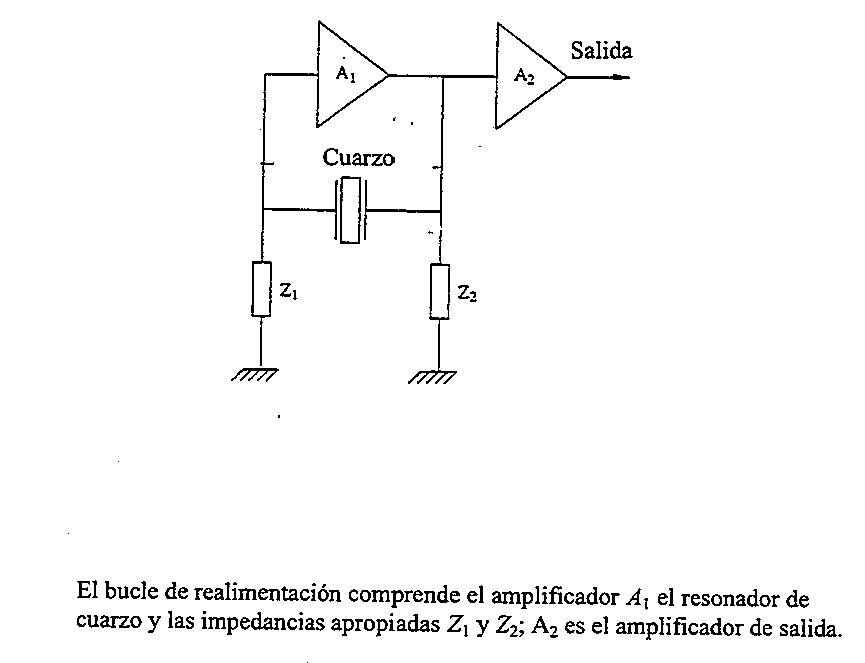 Salida
A₁
A₂
Cuarzo
Z₁
Z₂
El bucle de realimentación comprende el amplificador A₁ el resonador de
cuarzo y las impedancias apropiadas Z₁ y Z₂; A₂ es el amplificador de salida.